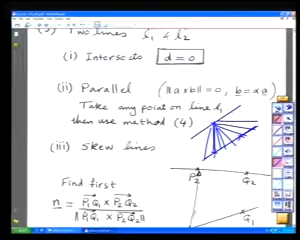 (5) Two lines l₁ & l₂
(i) Intersects d = 0
(ii) Parallel (||a x b|| = 0, b = αa)
Take any point on line l₁
then use method (4)
(iii) Skew lines
P₂ Q₂
Find first
n = P₁Q₁ x P₂Q₂ / ||P₁Q₁ x P₂Q₂||
Q₁